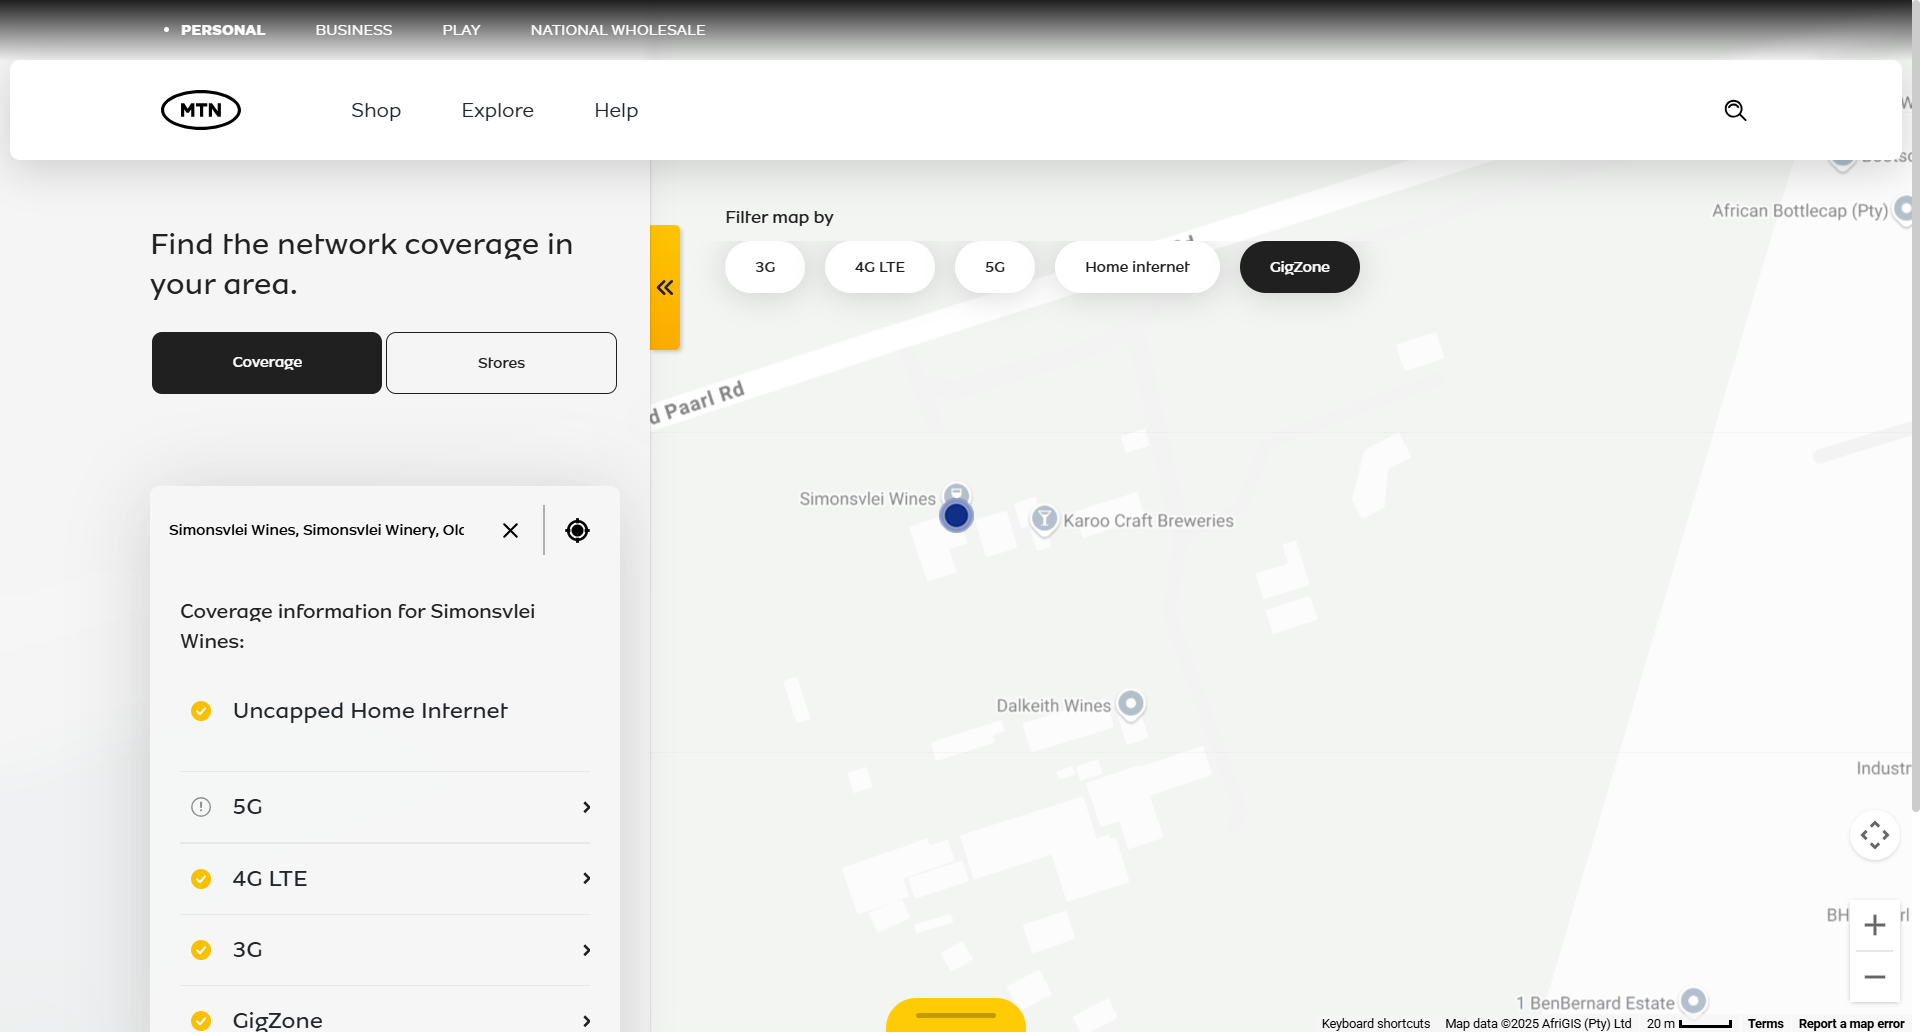 PERSONAL
BUSINESS
PLAY
NATIONAL WHOLESALE
MTN
Shop
Explore
Help
Find the network coverage in
your area.
Coverage
Stores
Simonsvlei Wines, Simonsvlei Winery, Old
Coverage information for Simonsvlei
Wines:
Uncapped Home Internet
5G
4G LTE
3G
GigZone
Filter map by
3G
4G LTE
5G
Home internet
GigZone
African Bottlecap (Pty)
d Paarl Rd
Simonsvlei Wines
Karoo Craft Breweries
Dalkeith Wines
Industr
BH
1 BenBernard Estate
Keyboard shortcuts
Map data ©2025 AfriGIS (Pty) Ltd
20 m
Terms
Report a map error